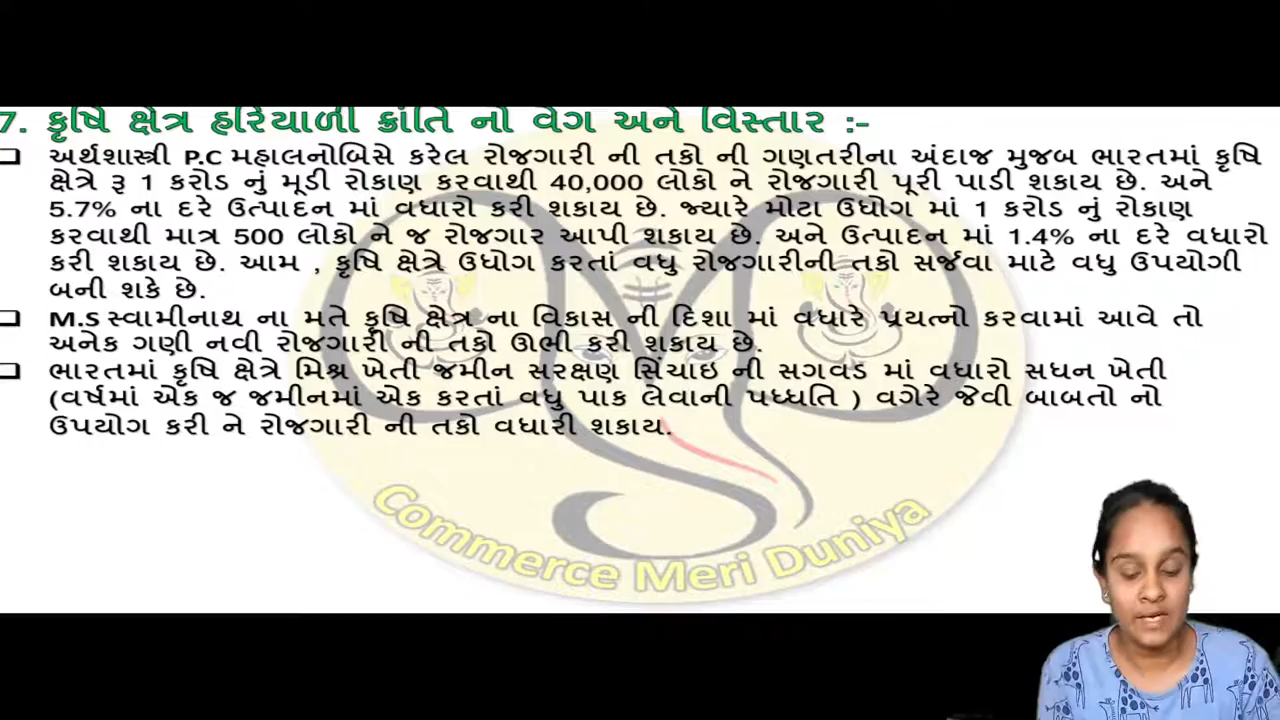 7. કૃષિ ક્ષેત્ર હરિયાળી ક્રાંતિ નો વેગ અને વિસ્તાર :-
અર્થશાસ્ત્રી P.C મહાલનોબિસે કરેલ રોજગારી ની તકો ની ગણતરીના અંદાજ મુજબ ભારતમાં કૃષિ
ક્ષેત્રે રૂ 1 કરોડ નું મૂડી રોકાણ કરવાથી 40,000 લોકો ને રોજગારી પૂરી પાડી શકાય છે. અને
5.7% ના દરે ઉત્પાદન માં વધારો કરી શકાય છે. જ્યારે મોટા ઉધોગ માં 1 કરોડ નું રોકાણ
કરવાથી માત્ર 500 લોકો ને જ રોજગાર આપી શકાય છે. અને ઉત્પાદન માં 1.4% ના દરે વધારો
કરી શકાય છે. આમ , કૃષિ ક્ષેત્રે ઉધોગ કરતાં વધુ રોજગારીની તકો સર્જવા માટે વધુ ઉપયોગી
બની શકે છે.
M.S સ્વામીનાથ ના મતે કૃષિ ક્ષેત્ર ના વિકાસ ની દિશા માં વધારે પ્રયત્નો કરવામાં આવે તો
અનેક ગણી નવી રોજગારી ની તકો ઊભી કરી શકાય છે.
ભારતમાં કૃષિ ક્ષેત્રે મિશ્ર ખેતી જમીન સરક્ષણ સિંચાઇ ની સગવડ માં વધારો સધન ખેતી
(વર્ષમાં એક જ જમીનમાં એક કરતાં વધુ પાક લેવાની પધ્ધતિ ) વગેરે જેવી બાબતો નો
ઉપયોગ કરી ને રોજગારી ની તકો વધારી શકાય.
Commerce Meri Duniya